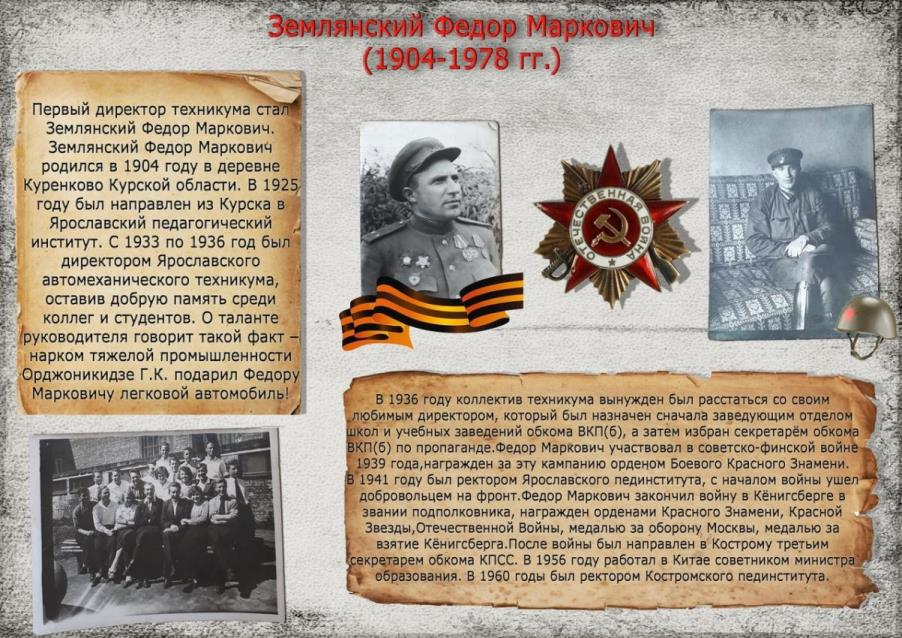 Землянский Федор Маркович
(1904-1978 гг.)
Первый директор техникума стал
Землянский Федор Маркович.
Землянский Федор Маркович
родился в 1904 году в деревне
Куренково Курской области. В 1925
году был направлен из Курска в
Ярославский педагогический
институт. С 1933 по 1936 год был
директором Ярославского
автомеханического техникума,
оставив добрую память среди
коллег и студентов. О таланте
руководителя говорит такой факт –
нарком тяжелой промышленности
Орджоникидзе Г.К. подарил Федору
Марковичу легковой автомобиль!
ОТЕЧЕСТВЕННАЯ ВОЙНА
В 1936 году коллектив техникума вынужден был расстаться со своим
любимым директором, который был назначен сначала заведующим отделом
школ и учебных заведений обкома ВКП(б), а затем избран секретарём обкома
ВКП(б) по пропаганде.Федор Маркович участвовал в советско-финской войне
1939 года,награжден за эту кампанию орденом Боевого Красного Знамени.
В 1941 году был ректором Ярославского пединститута, с началом войны ушел
добровольцем на фронт.Федор Маркович закончил войну в Кёнигсберге в
звании подполковника, награжден орденами Красного Знамени, Красной
Звезды,Отечественной Войны, медалью за оборону Москвы, медалью за
взятие Кёнигсберга.После войны был направлен в Кострому третьим
секретарем обкома КПСС. В 1956 году работал в Китае советником министра
образования. В 1960 годы был ректором Костромского пединститута.